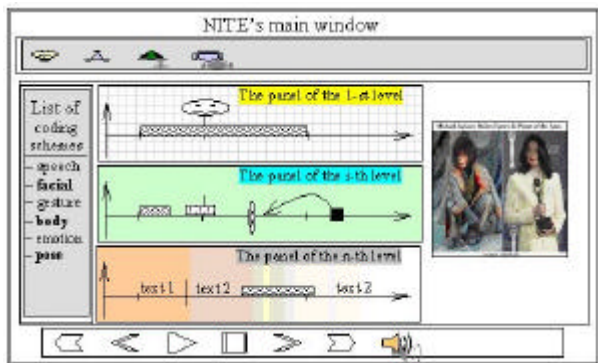 NITE's main window
List of
coding
schemes
– speech
– facial
– gesture
– body
– emotion
– pose
The panel of the 1-st level
The panel of the i-th level
The panel of the n-th level
text1
text2
text2